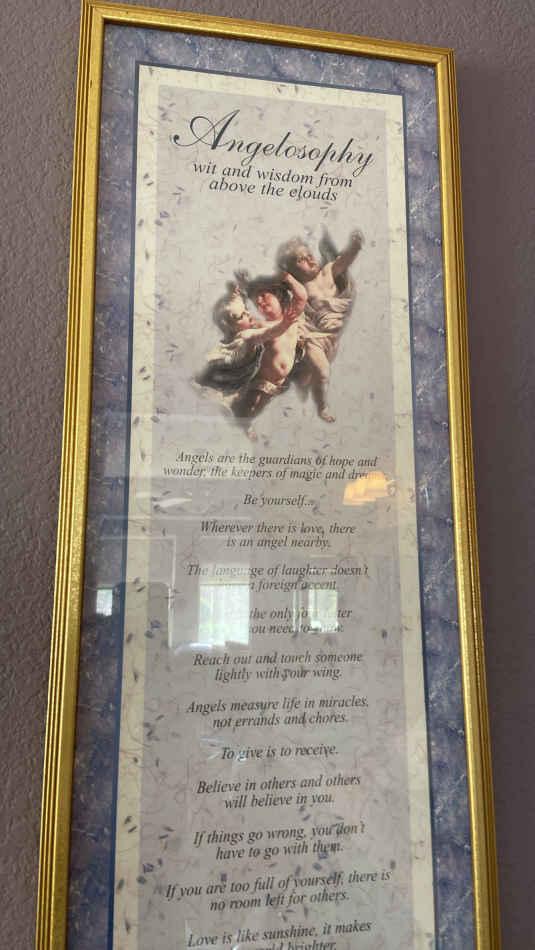 Angelosophy
wit and wisdom from
above the clouds
Angels are the guardians of hope and
wonder, the keepers of magic and
Be yourself...
Wherever there is love, there
is an angel nearby.
The language of laughter doesn't
a foreign accent.
the only four letter
you need to
Reach out and touch someone
lightly with your wing.
Angels measure life in miracles,
not errands and chores.
To give is to receive.
Believe in others and others
will believe in you.
If things go wrong, you don't
have to go with them.
If you are too full of yourself, there is
no room left for others.
Love is like sunshine, it makes
brighter.